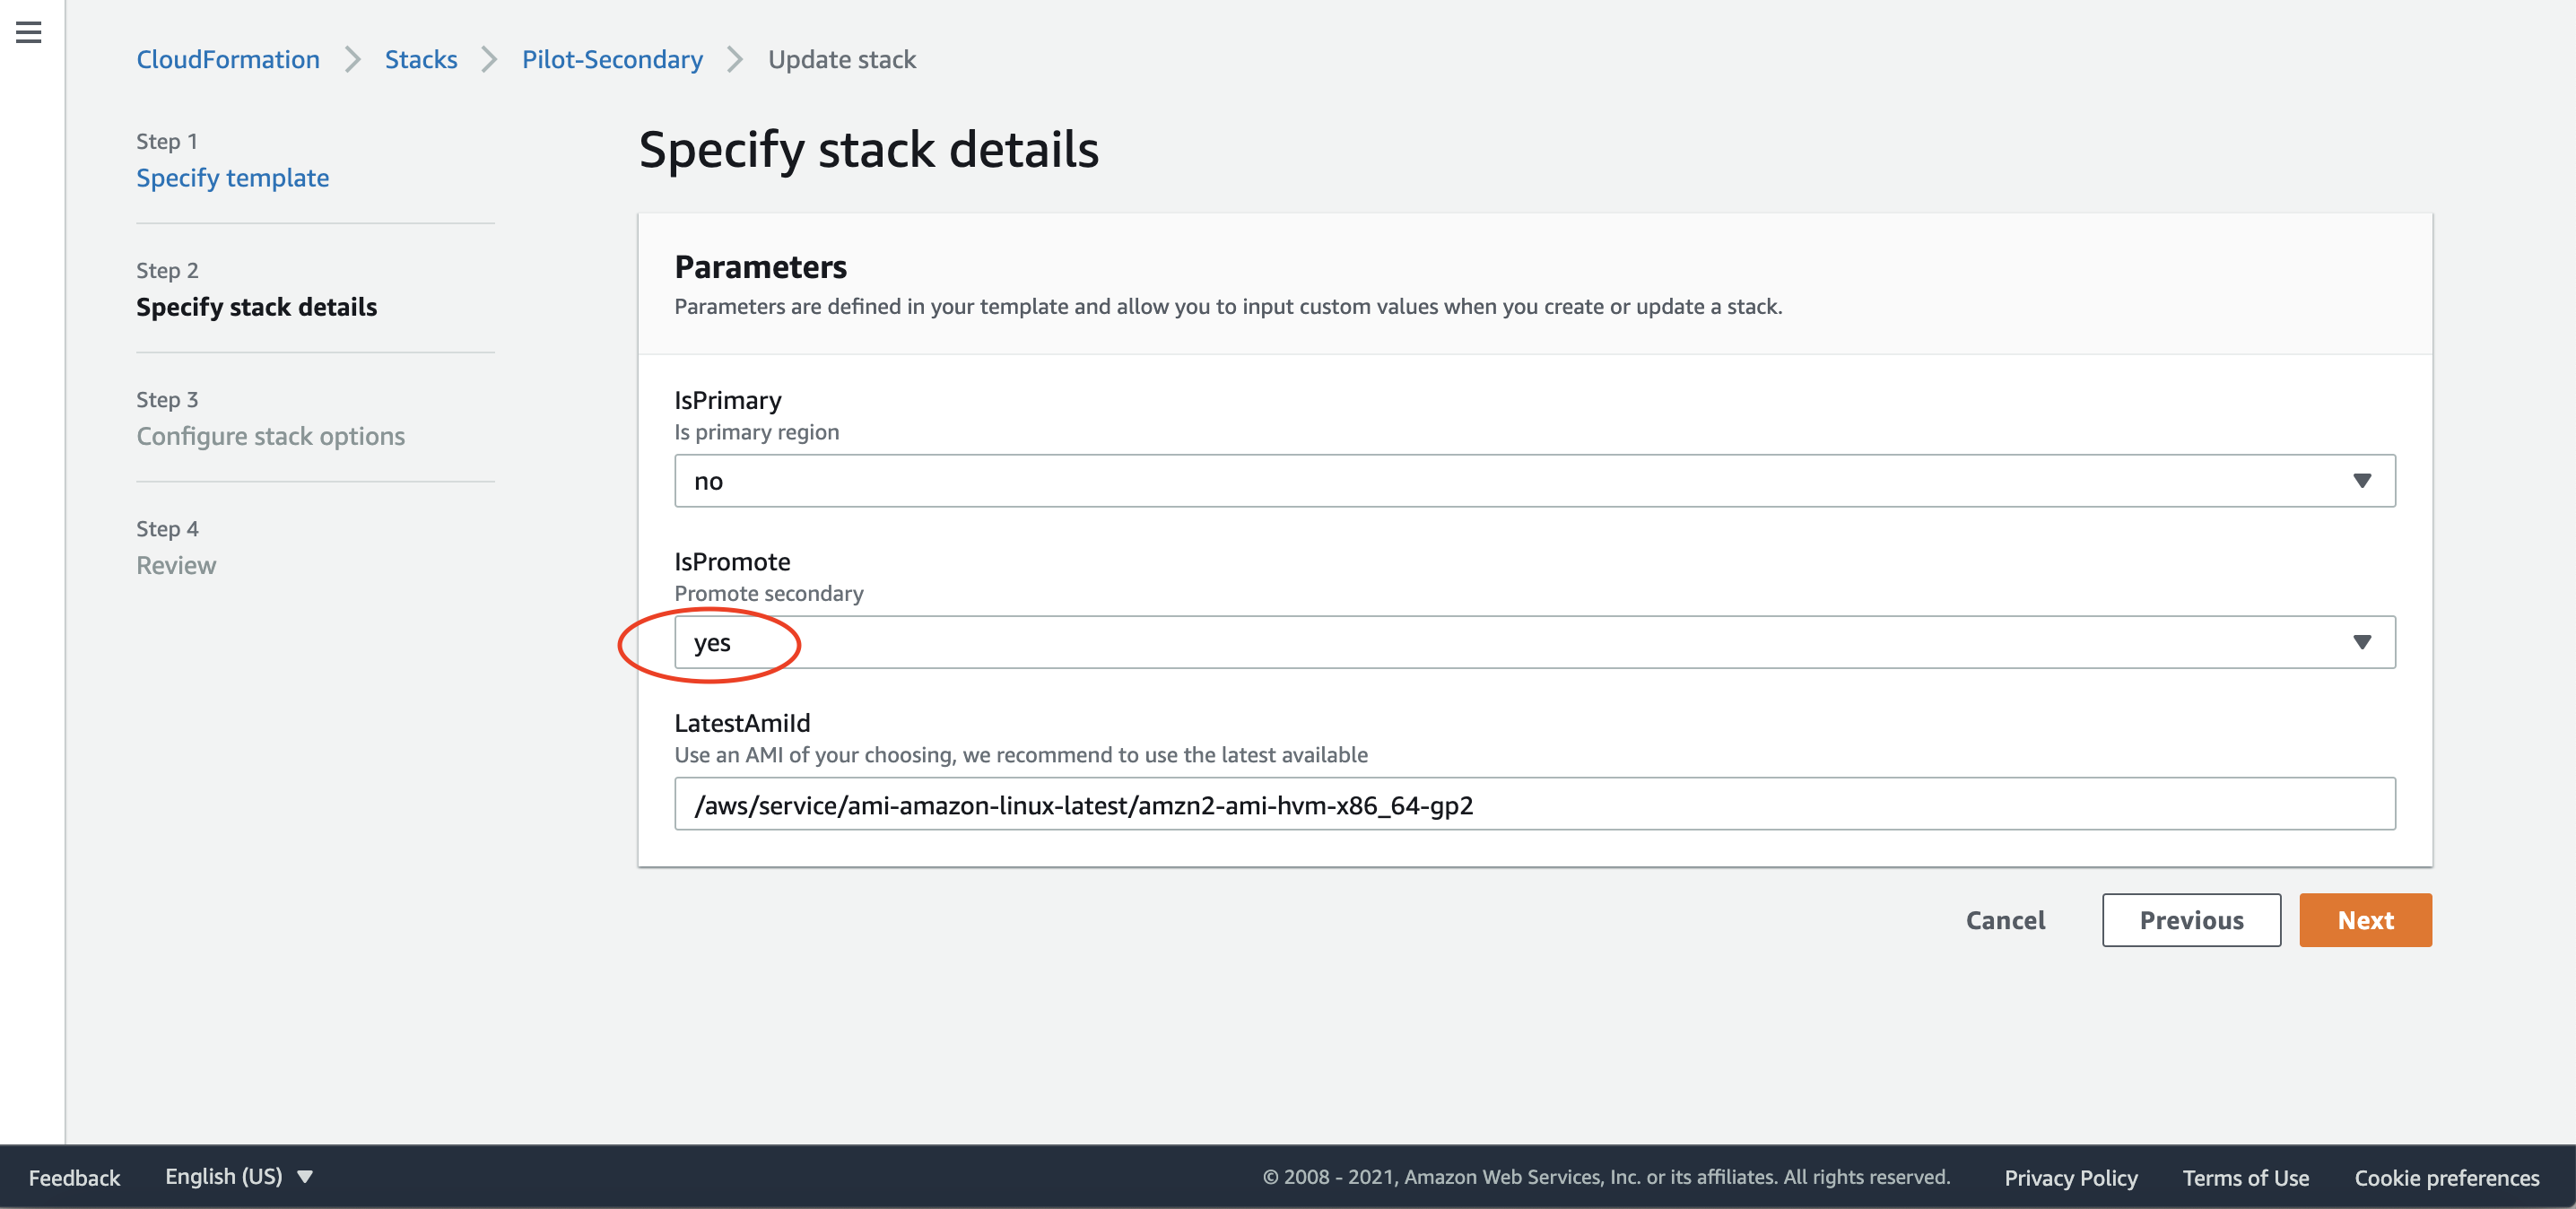 CloudFormation > Stacks > Pilot-Secondary > Update stack
Step 1
Specify template
Step 2
Specify stack details
Step 3
Configure stack options
Step 4
Review
Specify stack details
Parameters
Parameters are defined in your template and allow you to input custom values when you create or update a stack.
IsPrimary
Is primary region
no
IsPromote
Promote secondary
yes
LatestAmiId
Use an AMI of your choosing, we recommend to use the latest available
/aws/service/ami-amazon-linux-latest/amzn2-ami-hvm-x86_64-gp2
Cancel Previous Next
Feedback English (US) © 2008 - 2021, Amazon Web Services, Inc. or its affiliates. All rights reserved. Privacy Policy Terms of Use Cookie preferences